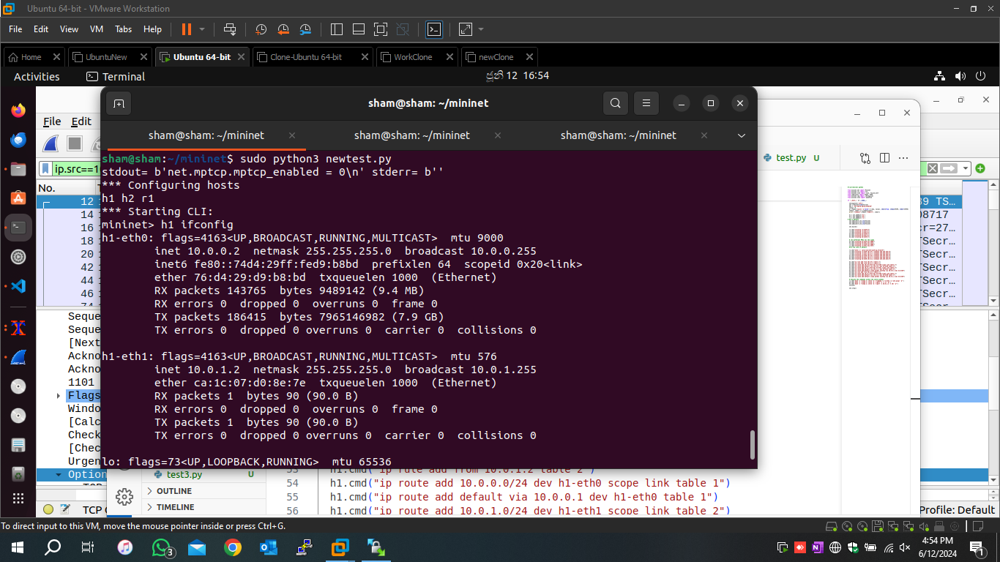 Ubuntu 64-bit - VMware Workstation
File Edit View VM Tabs Help
Home UbuntuNew Ubuntu 64-bit Clone-Ubuntu 64-bit WorkClone newClone
Activities Terminal ජූනි 12 16:54
sham@sham: ~/mininet
File Edit
sham@sham: ~/mininet sham@sham: ~/mininet sham@sham: ~/mininet
test.py U
ip.src==1
No.
12
14
16
18
20
42
44
46
sham@sham:~/mininet$ sudo python3 newtest.py
stdout= b'net.mptcp.mptcp_enabled = 0\n' stderr= b''
*** Configuring hosts
h1 h2 r1
*** Starting CLI:
mininet> h1 ifconfig
h1-eth0: flags=4163<UP,BROADCAST,RUNNING,MULTICAST> mtu 9000
inet 10.0.0.2 netmask 255.255.255.0 broadcast 10.0.0.255
inet6 fe80::74d4:29ff:fed9:b8bd prefixlen 64 scopeid 0x20<link>
ether 76:d4:29:d9:b8:bd txqueuelen 1000 (Ethernet)
RX packets 143765 bytes 9489142 (9.4 MB)
RX errors 0 dropped 0 overruns 0 frame 0
TX packets 186415 bytes 7965146982 (7.9 GB)
TX errors 0 dropped 0 overruns 0 carrier 0 collisions 0
h1-eth1: flags=4163<UP,BROADCAST,RUNNING,MULTICAST> mtu 576
inet 10.0.1.2 netmask 255.255.255.0 broadcast 10.0.1.255
ether ca:1c:07:d0:8e:7e txqueuelen 1000 (Ethernet)
RX packets 1 bytes 90 (90.0 B)
RX errors 0 dropped 0 overruns 0 frame 0
TX packets 1 bytes 90 (90.0 B)
TX errors 0 dropped 0 overruns 0 carrier 0 collisions 0
lo: flags=73<UP,LOOPBACK,RUNNING> mtu 65536
39 TS…
08717
cr=27…
TSecr…
TSecr…
TSecr…
TSecr…
TSecr…
Seque
Seque
[Next
Ackno
Ackno
1101
Flags
Windo
[Calc
Check
[Chec
Urgen
Option
TCP
test3.py U
OUTLINE
TIMELINE
53 h1.cmd("ip rule add from 10.0.1.2 table 2")
54 h1.cmd("ip route add 10.0.0.0/24 dev h1-eth0 scope link table 1")
55 h1.cmd("ip route add default via 10.0.0.1 dev h1-eth0 table 1")
56 h1.cmd("ip route add 10.0.1.0/24 dev h1-eth1 scope link table 2")
Profile: Default
To direct input to this VM, move the mouse pointer inside or press Ctrl+G.
3
4:54 PM
6/12/2024
1